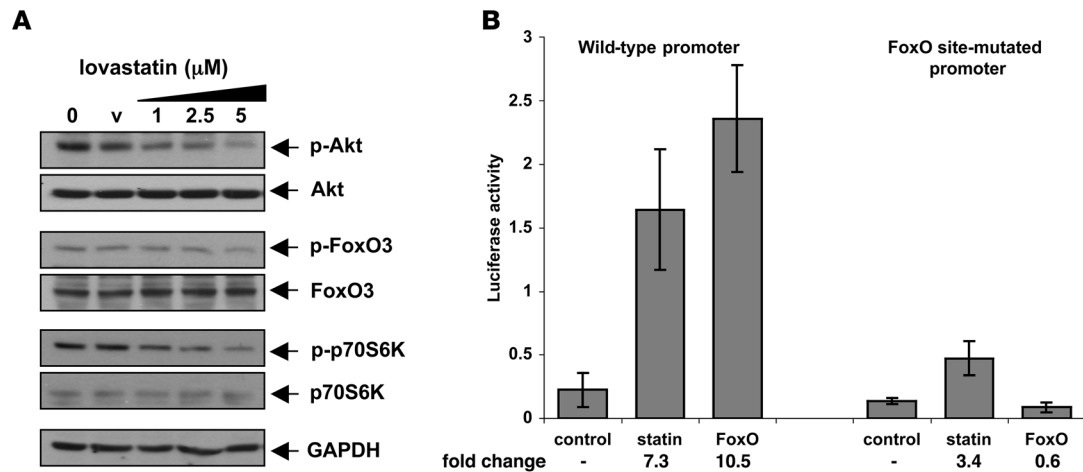 A
lovastatin (μM)
0 v 1 2.5 5
p-Akt
Akt
p-FoxO3
FoxO3
p-p70S6K
p70S6K
GAPDH
B
Wild-type promoter
FoxO site-mutated
promoter
Luciferase activity
3
2.5
2
1.5
1
0.5
0
control statin FoxO control statin FoxO
fold change - 7.3 10.5 - 3.4 0.6